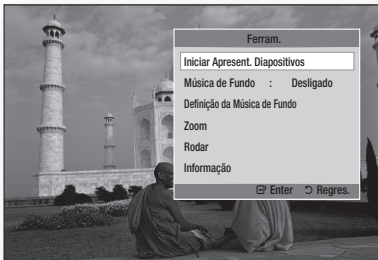 Ferram.
Iniciar Apresent. Diapositivos
Música de Fundo : Desligado
Definição da Música de Fundo
Zoom
Rodar
Informação
Enter Regres.